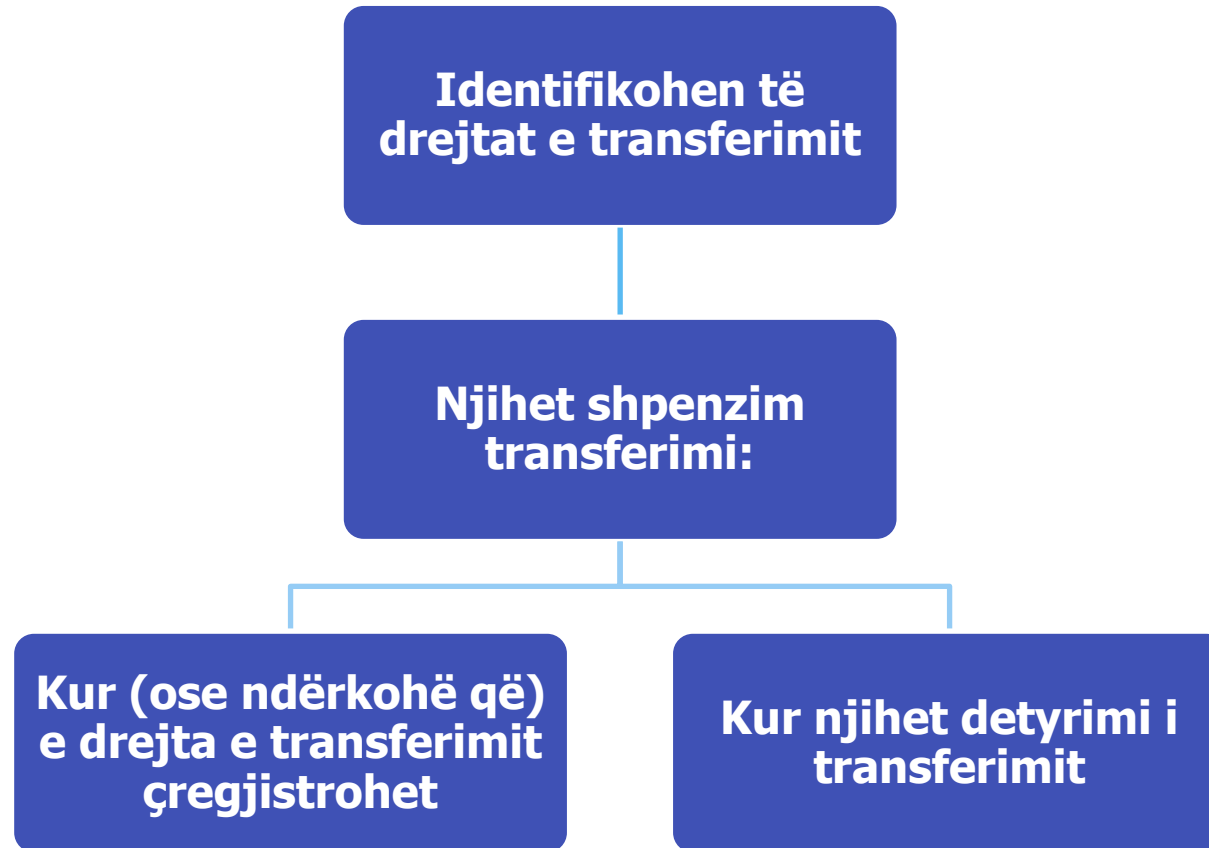 Identifikohen të
drejtat e transferimit
Njihet shpenzim
transferimi:
Kur (ose ndërkohë që)
e drejta e transferimit
çregjistrohet
Kur njihet detyrimi i
transferimit